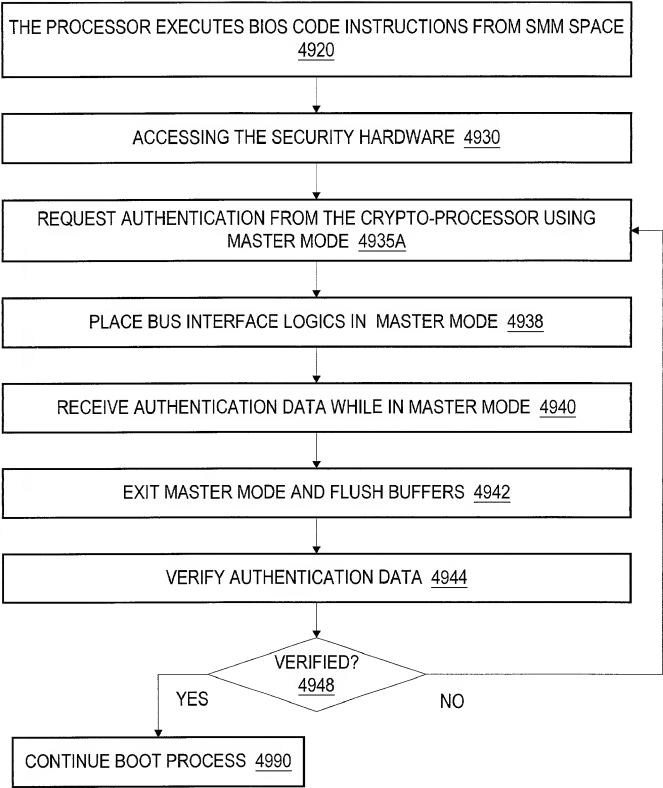 THE PROCESSOR EXECUTES BIOS CODE INSTRUCTIONS FROM SMM SPACE
4920
ACCESSING THE SECURITY HARDWARE 4930
REQUEST AUTHENTICATION FROM THE CRYPTO-PROCESSOR USING
MASTER MODE 4935A
PLACE BUS INTERFACE LOGICS IN MASTER MODE 4938
RECEIVE AUTHENTICATION DATA WHILE IN MASTER MODE 4940
EXIT MASTER MODE AND FLUSH BUFFERS 4942
VERIFY AUTHENTICATION DATA 4944
VERIFIED?
4948
YES
NO
CONTINUE BOOT PROCESS 4990